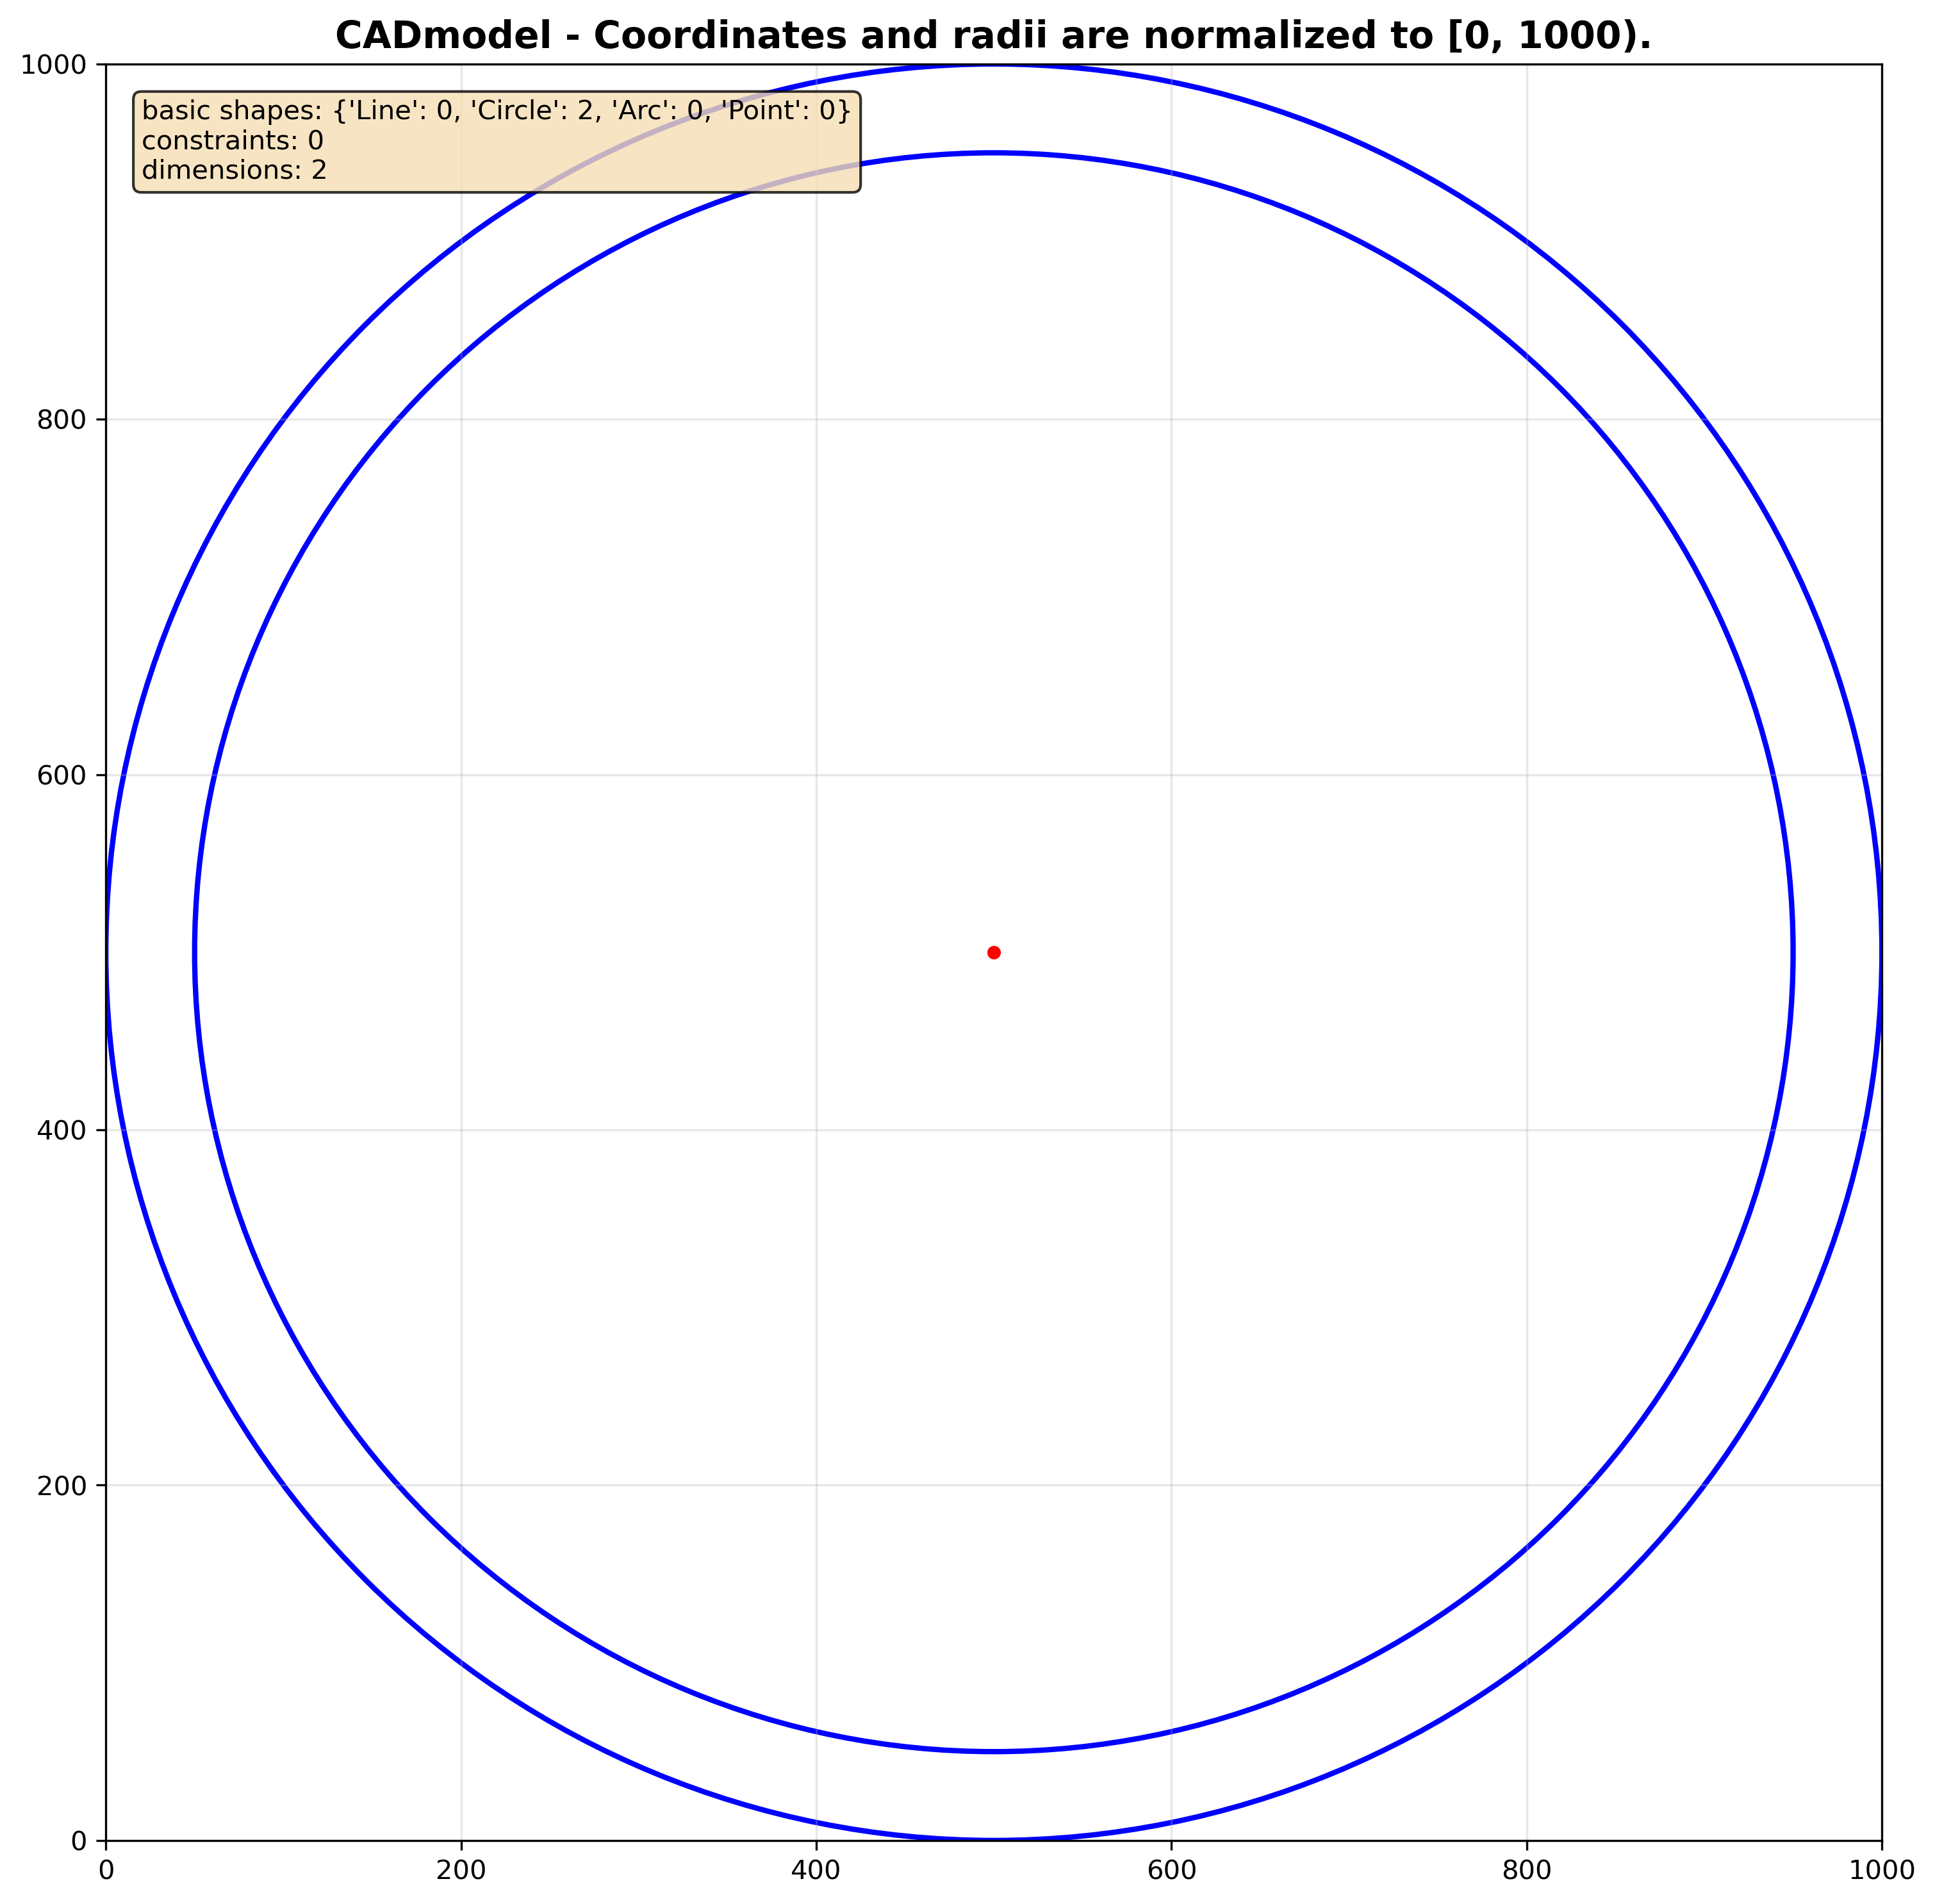 CADmodel - Coordinates and radii are normalized to [0, 1000).
basic shapes: {'Line': 0, 'Circle': 2, 'Arc': 0, 'Point': 0}
constraints: 0
dimensions: 2
1000
800
600
400
200
0
0 200 400 600 800 1000